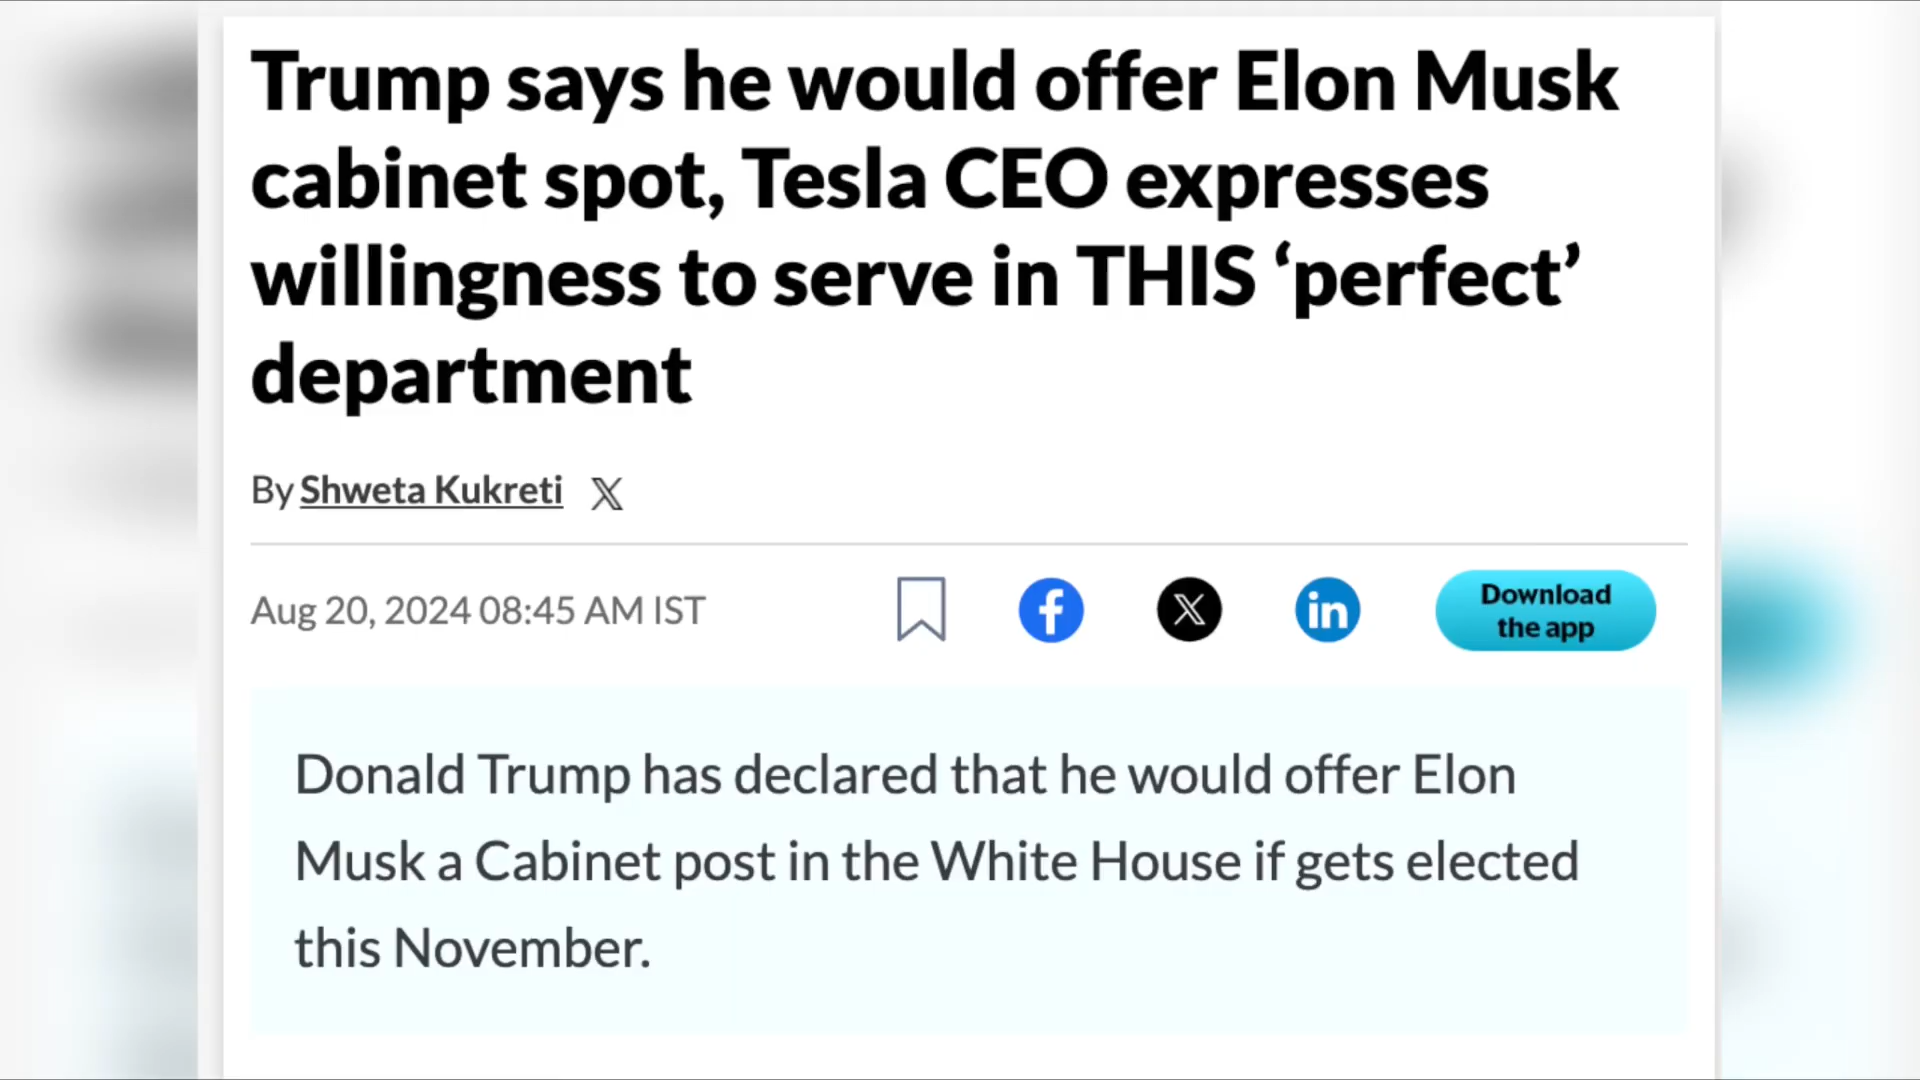 Trump says he would offer Elon Musk
cabinet spot, Tesla CEO expresses
willingness to serve in THIS ‘perfect’
department
By Shweta Kukreti
Aug 20, 2024 08:45 AM IST
Download
the app
Donald Trump has declared that he would offer Elon
Musk a Cabinet post in the White House if gets elected
this November.